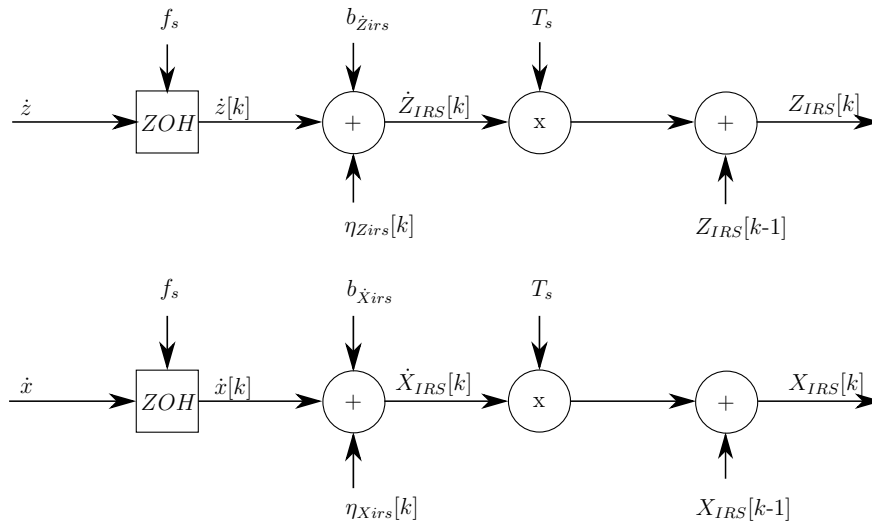 f_s b_{Żirs} T_s
ż ZOH ż[k] + Ż_{IRS}[k] x + Z_{IRS}[k]
η_{Zirs}[k] Z_{IRS}[k-1]
f_s b_{Ẋirs} T_s
ẋ ZOH ẋ[k] + Ẋ_{IRS}[k] x + X_{IRS}[k]
η_{Xirs}[k] X_{IRS}[k-1]